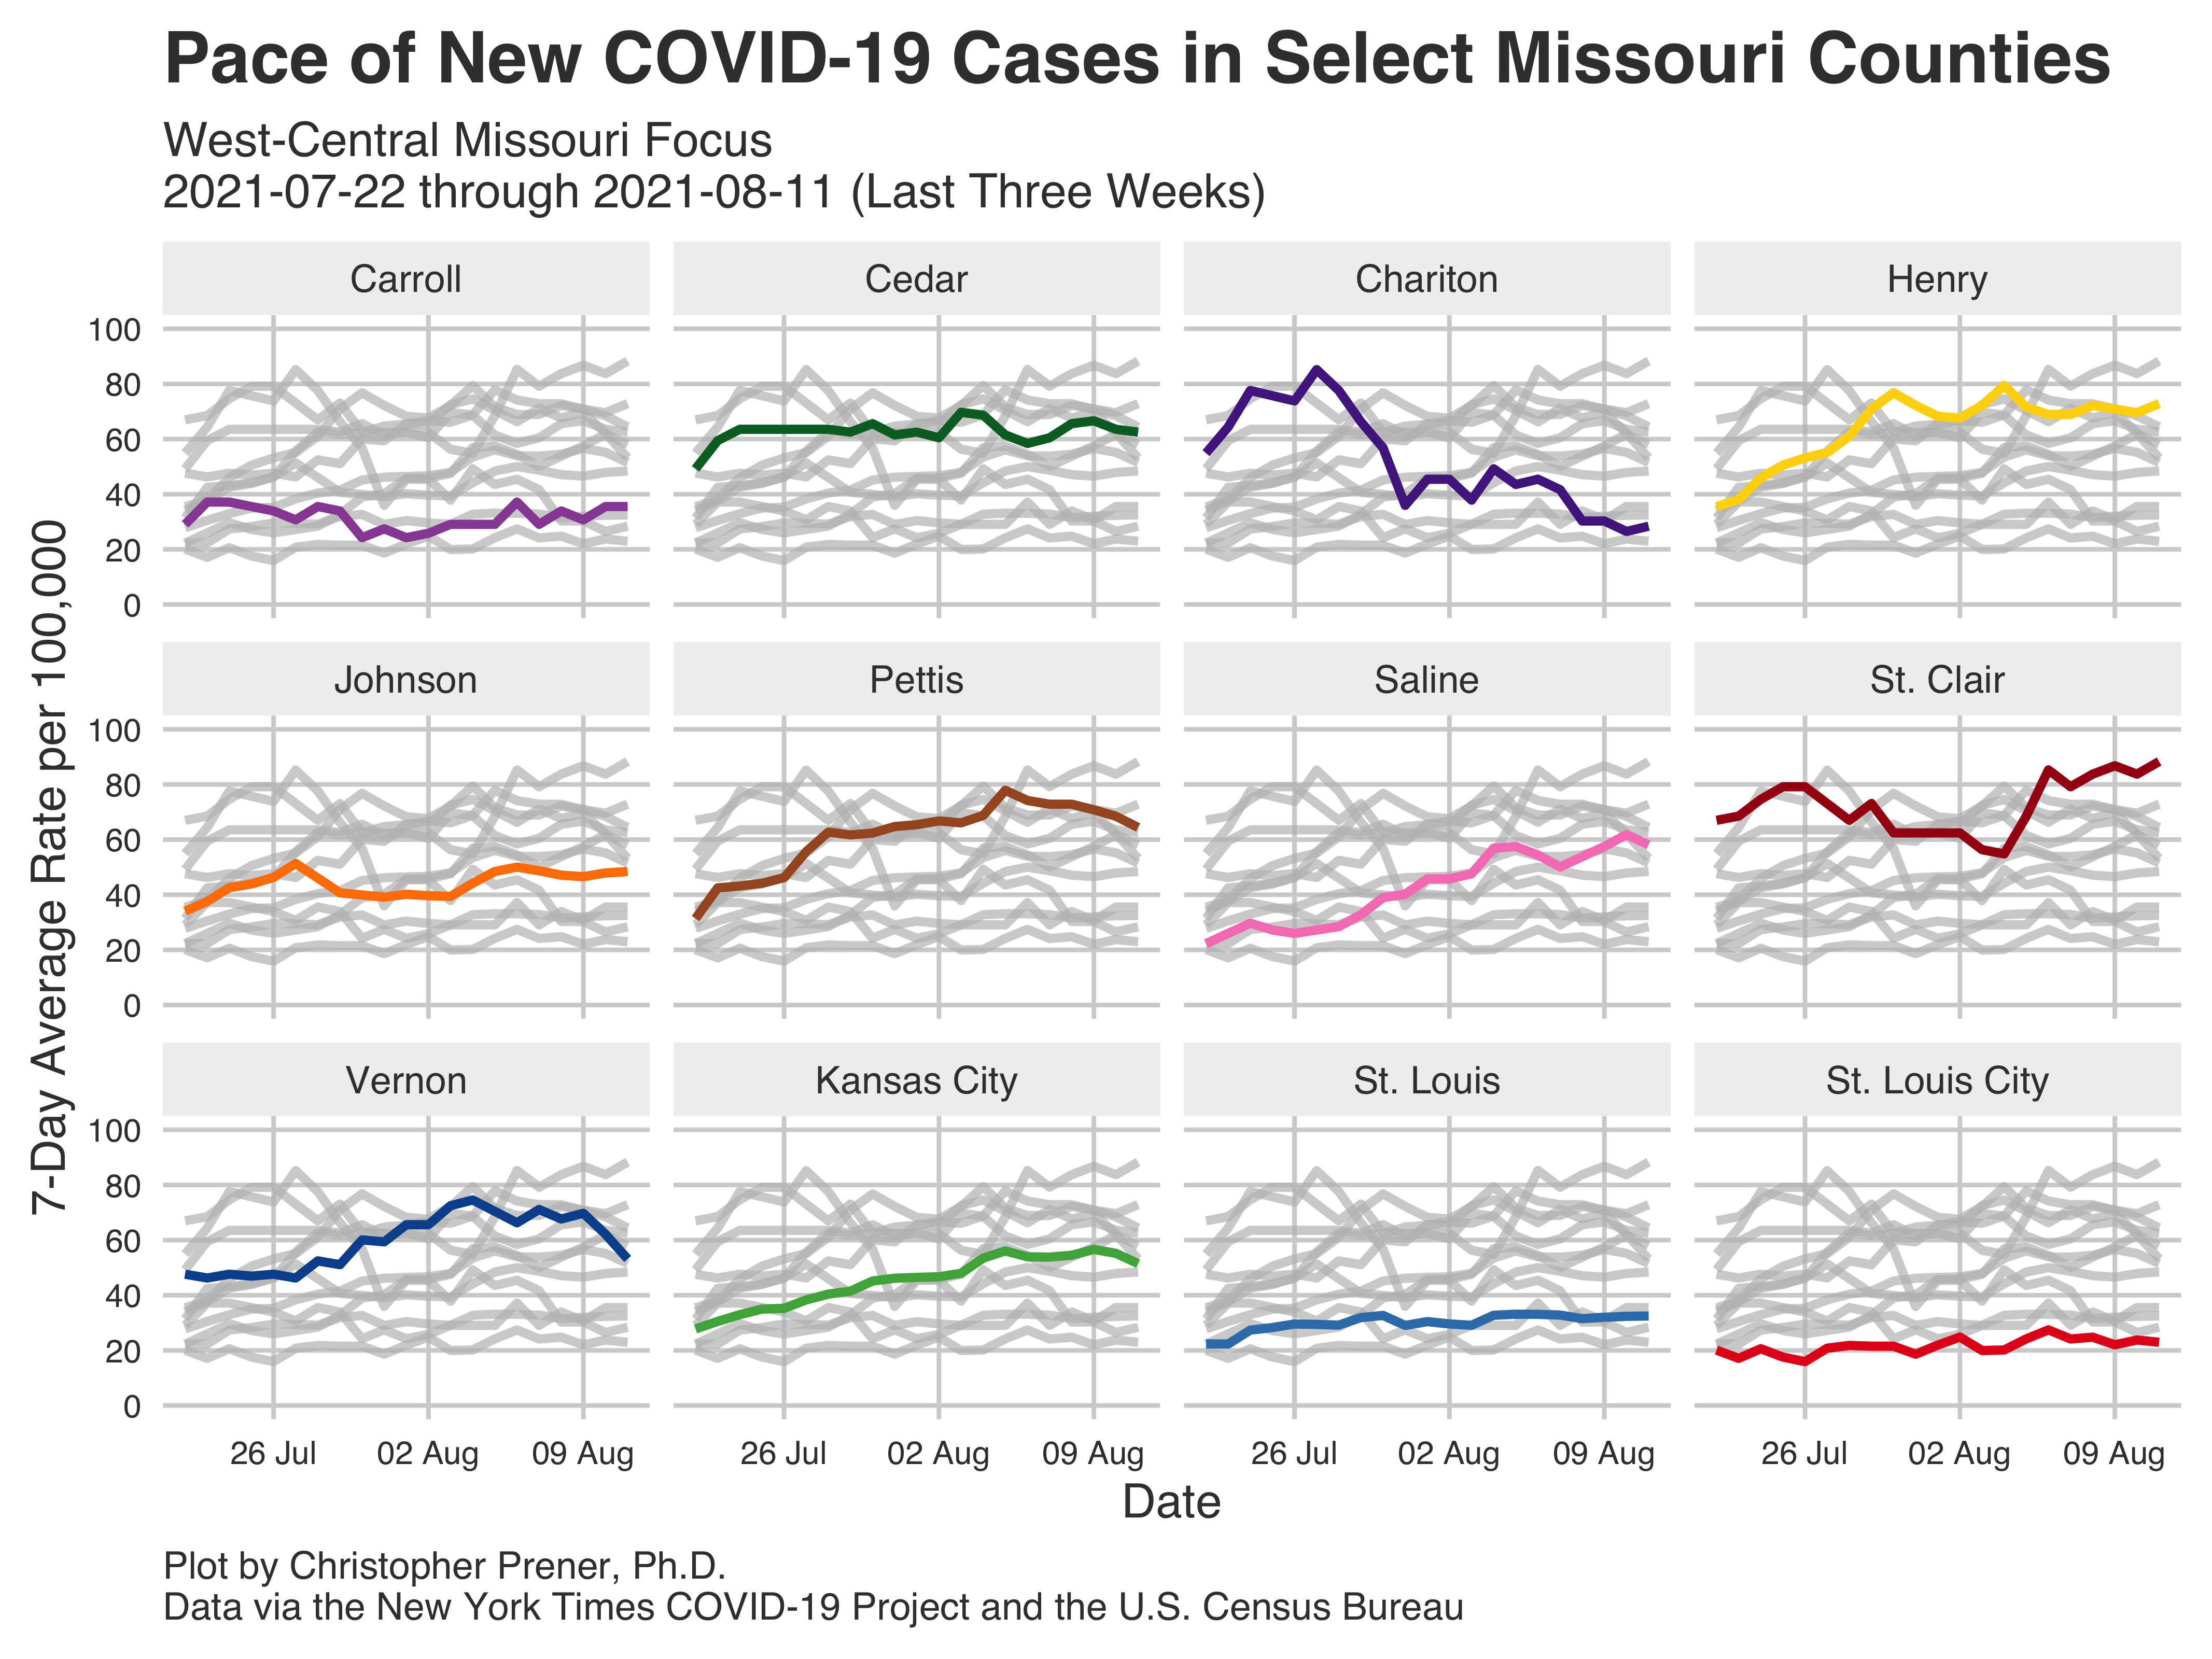 Pace of New COVID-19 Cases in Select Missouri Counties
West-Central Missouri Focus
2021-07-22 through 2021-08-11 (Last Three Weeks)
7-Day Average Rate per 100,000
Carroll Cedar Chariton Henry
100
80
60
40
20
0
Johnson Pettis Saline St. Clair
100
80
60
40
20
0
Vernon Kansas City St. Louis St. Louis City
100
80
60
40
20
0
26 Jul 02 Aug 09 Aug 26 Jul 02 Aug 09 Aug 26 Jul 02 Aug 09 Aug 26 Jul 02 Aug 09 Aug
Date
Plot by Christopher Prener, Ph.D.
Data via the New York Times COVID-19 Project and the U.S. Census Bureau